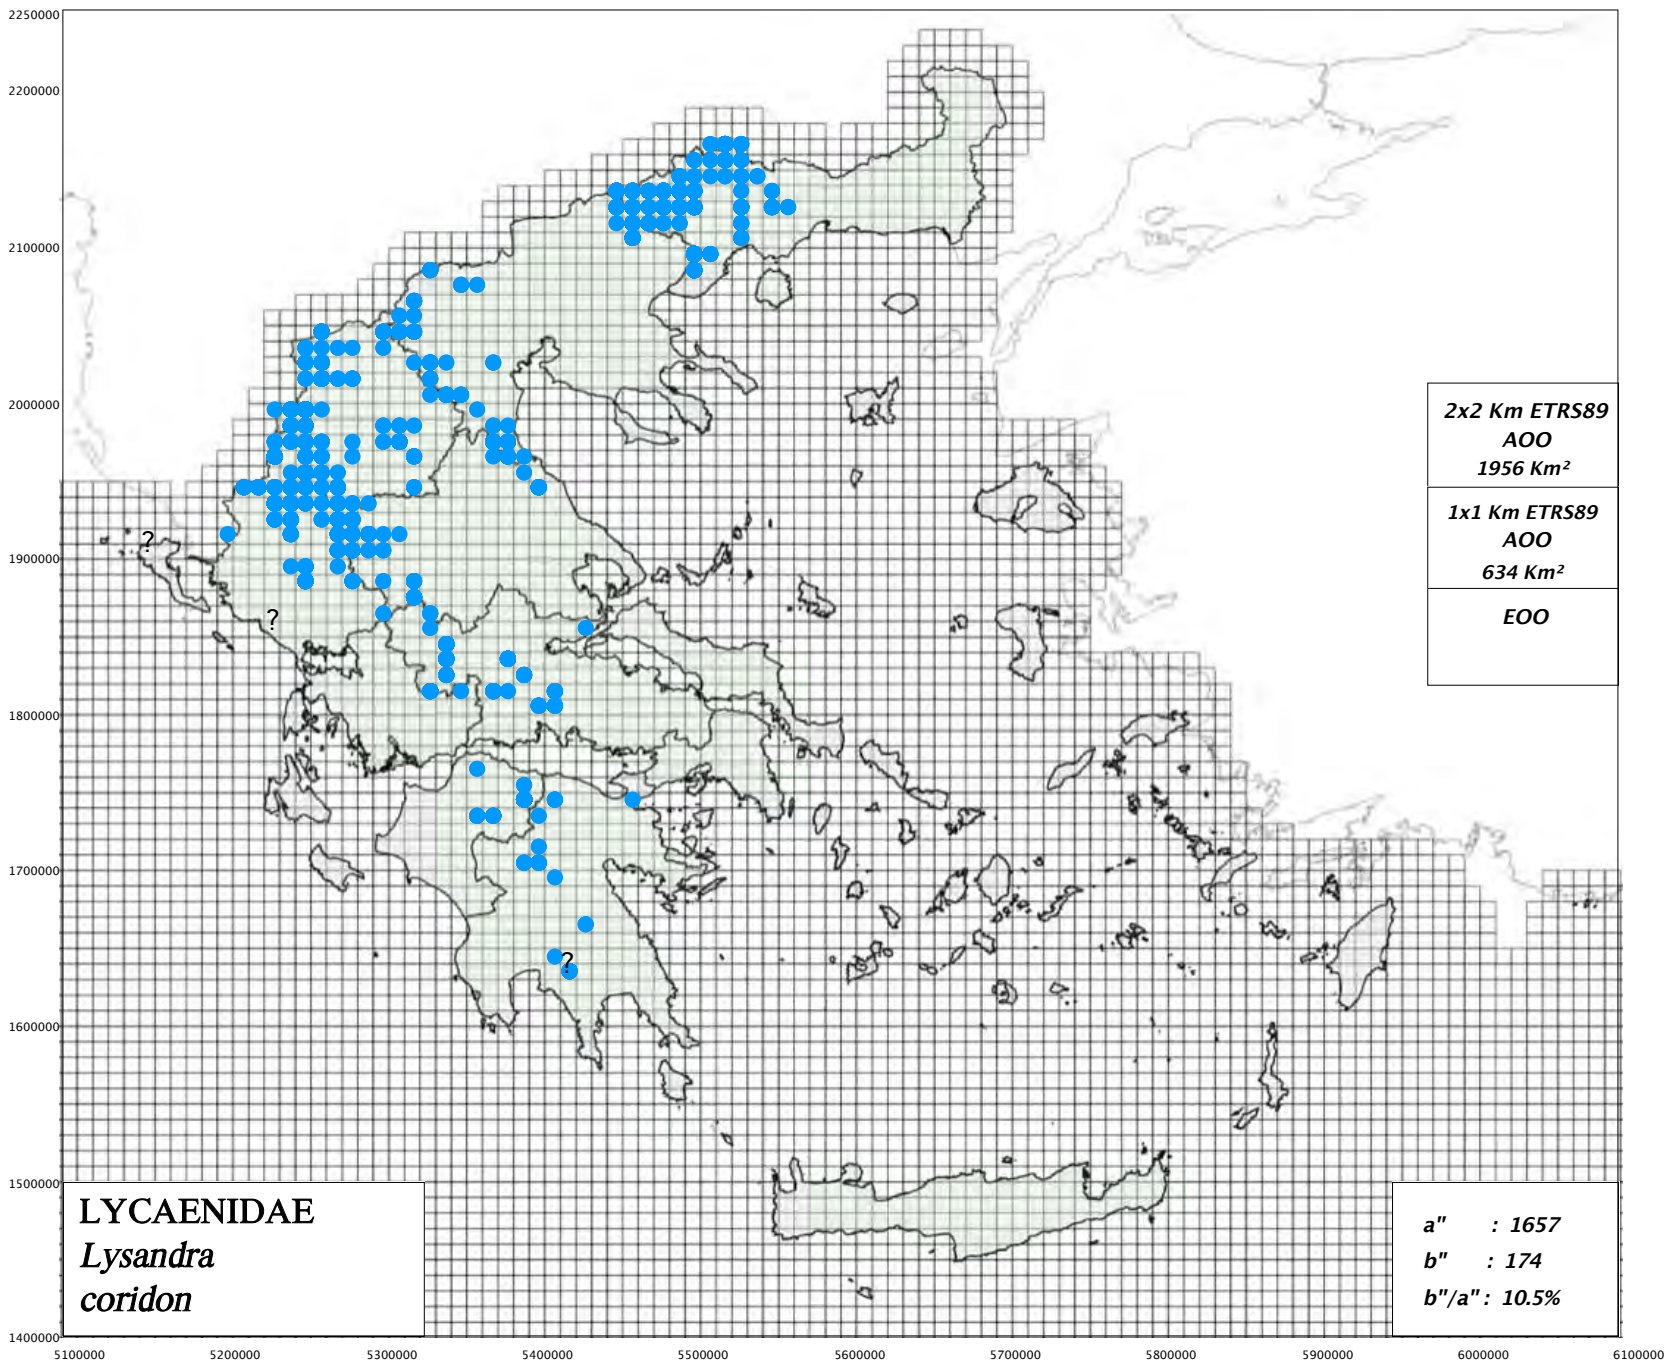 2250000
2200000
2100000
2000000
1900000
1800000
1700000
1600000
1500000
1400000
2x2 Km ETRS89
AOO
1956 Km²
1x1 Km ETRS89
AOO
634 Km²
EOO
?
?
?
LYCAENIDAE
Lysandra
coridon
a" : 1657
b" : 174
b"/a" : 10.5%
5100000 5200000 5300000 5400000 5500000 5600000 5700000 5800000 5900000 6000000 6100000